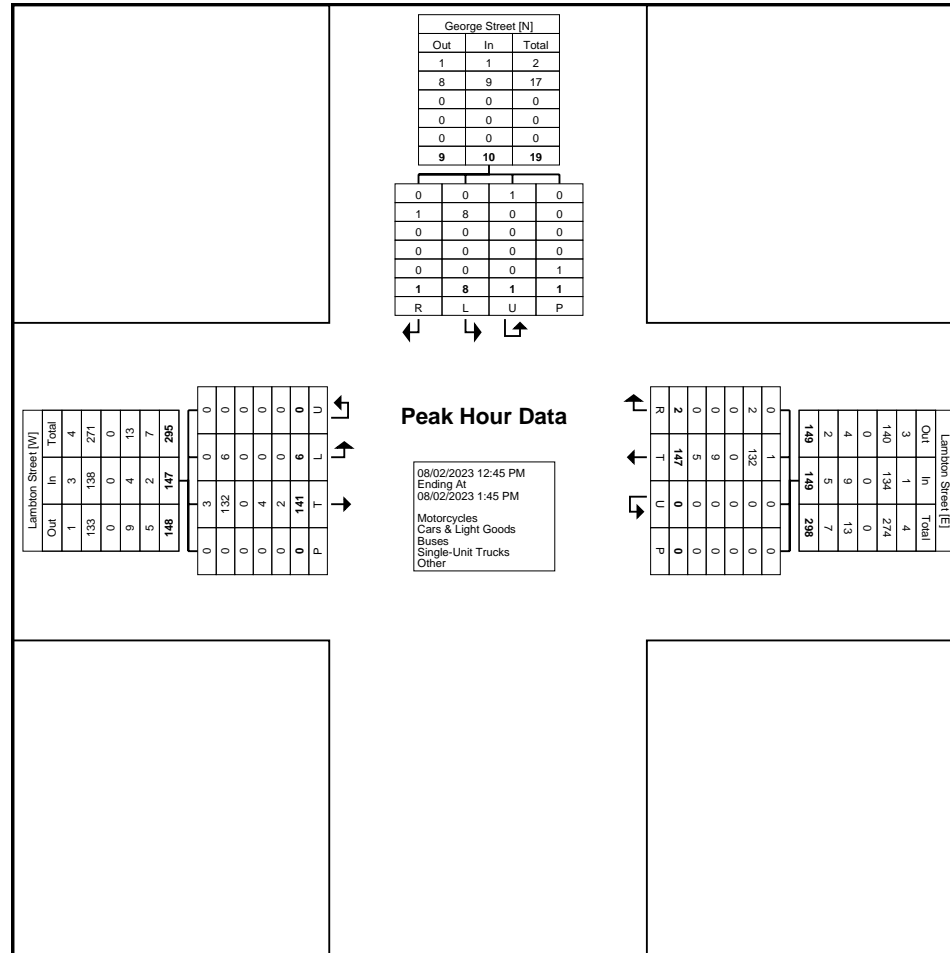 George Street [N]
Out In Total
1 1 2
8 9 17
0 0 0
0 0 0
0 0 0
9 10 19
0 0 1 0
1 8 0 0
0 0 0 0
0 0 0 0
0 0 0 1
1 8 1 1
R L U P
Lambton Street [W]
Out In Total
1 3 4
133 138 271
0 0 0
9 4 13
5 2 7
148 147 295
0 3 0 0
0 132 6 0
0 0 0 0
0 4 0 0
0 2 0 0
0 141 6 0
P T L U
Peak Hour Data
08/02/2023 12:45 PM
Ending At
08/02/2023 1:45 PM
Motorcycles
Cars & Light Goods
Buses
Single-Unit Trucks
Other
Lambton Street [E]
Out In Total
3 1 4
140 134 274
0 0 0
4 9 13
2 5 7
149 149 298
0 1 0 0
2 132 0 0
0 0 0 0
0 9 0 0
0 5 0 0
2 147 0 0
R T U P